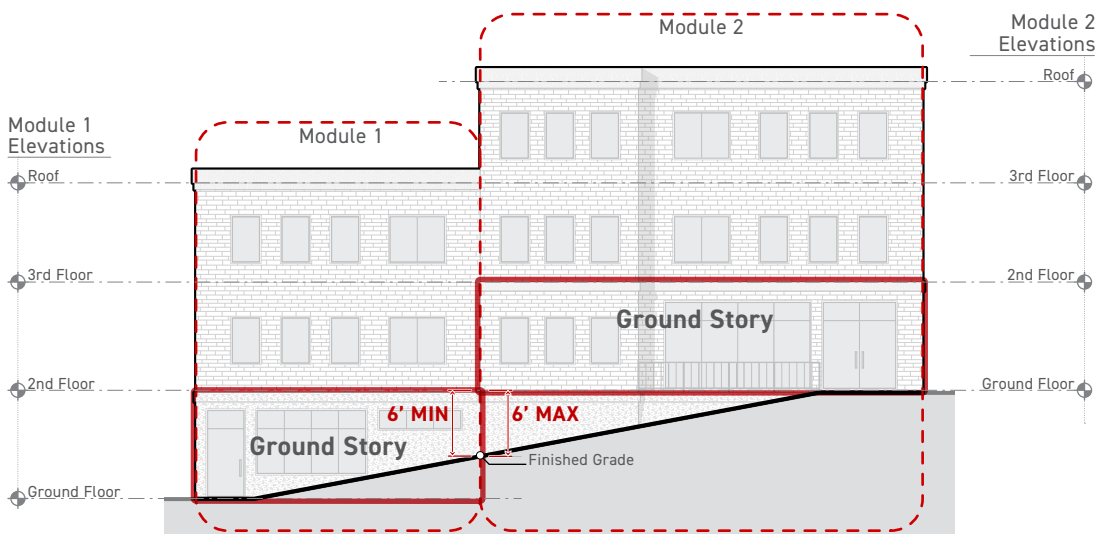 Module 2
Module 2
Elevations
Roof
Module 1
Elevations
Module 1
Roof
3rd Floor
3rd Floor
2nd Floor
Ground Story
2nd Floor
Ground Floor
6’ MIN
6’ MAX
Ground Story
Finished Grade
Ground Floor